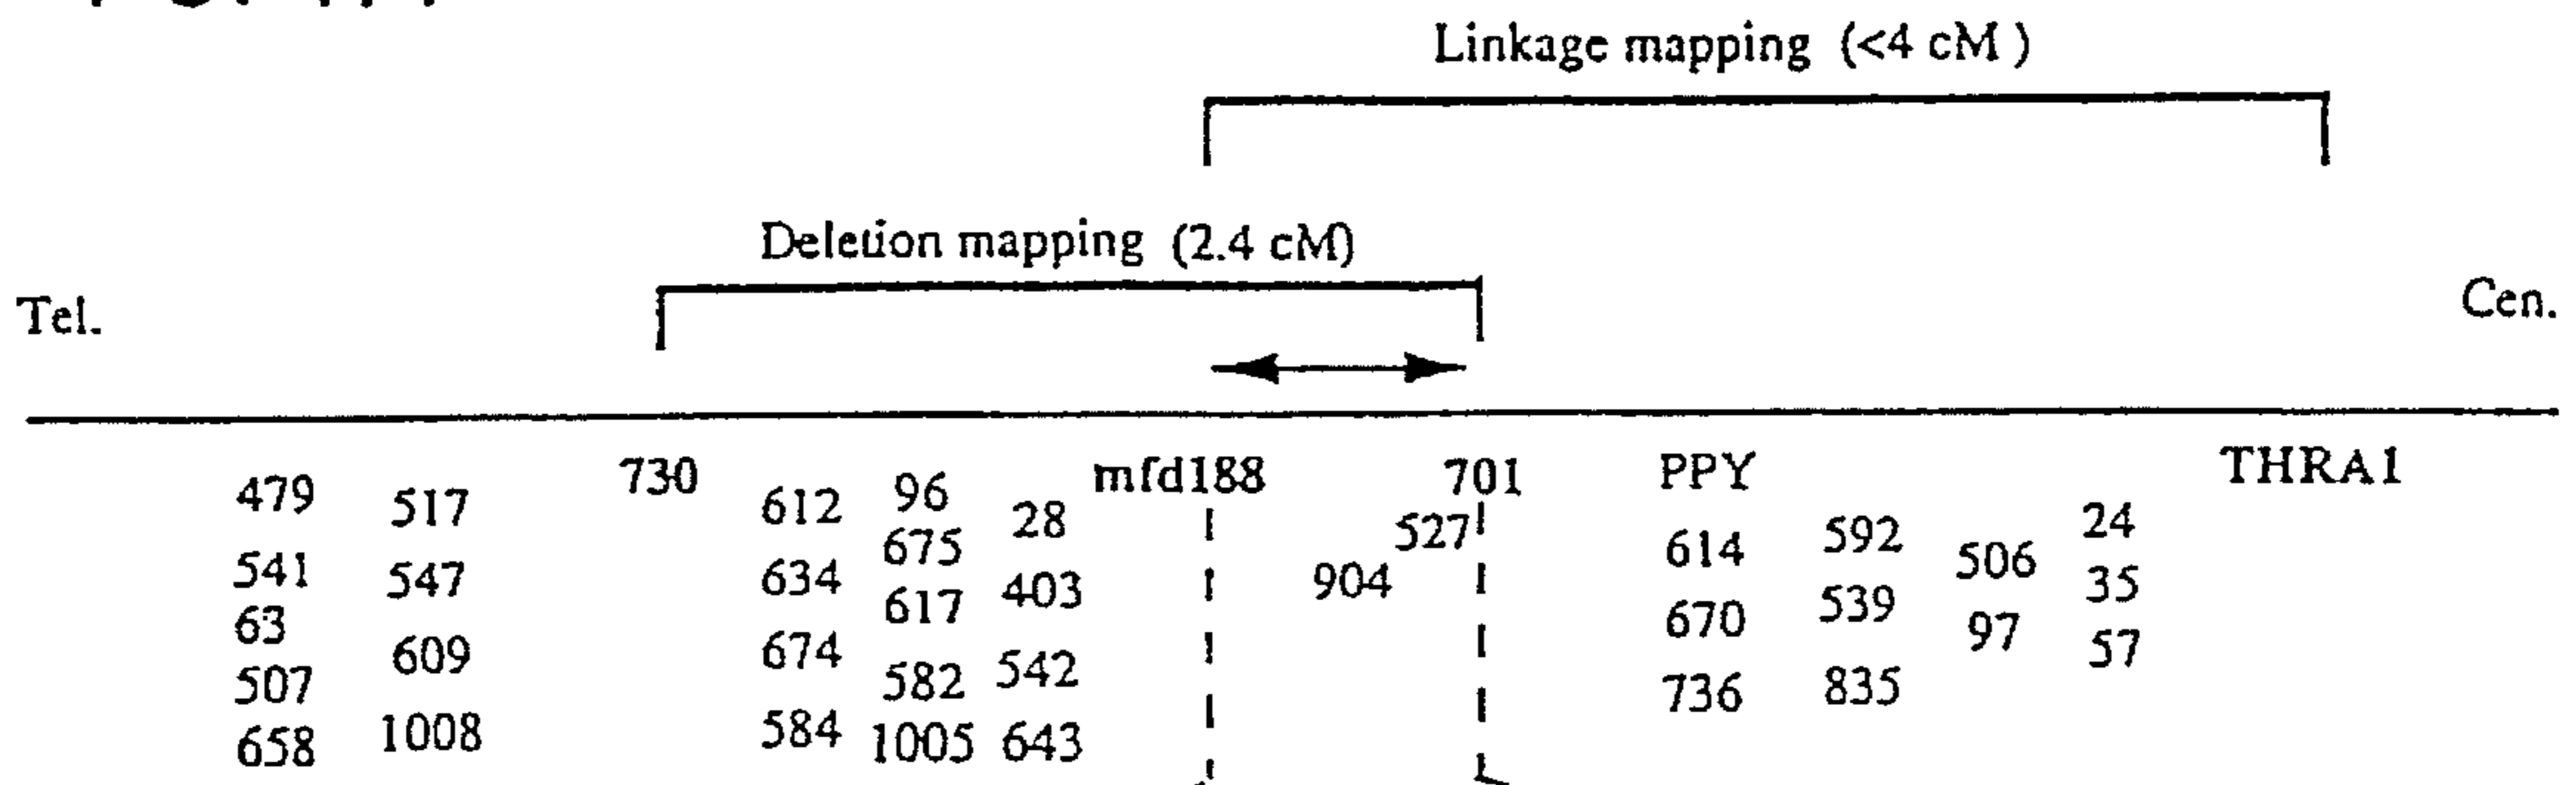 Linkage mapping (<4 cM )
Deletion mapping (2.4 cM)
Tel.
Cen.
730 mfd188 701 PPY THRA1
479 517 612 96 28 527 614 592 506 24
541 547 634 675 403 904 670 539 97 35
63 609 674 617 542 736 835 57
507 1008 584 582 643
658 1005